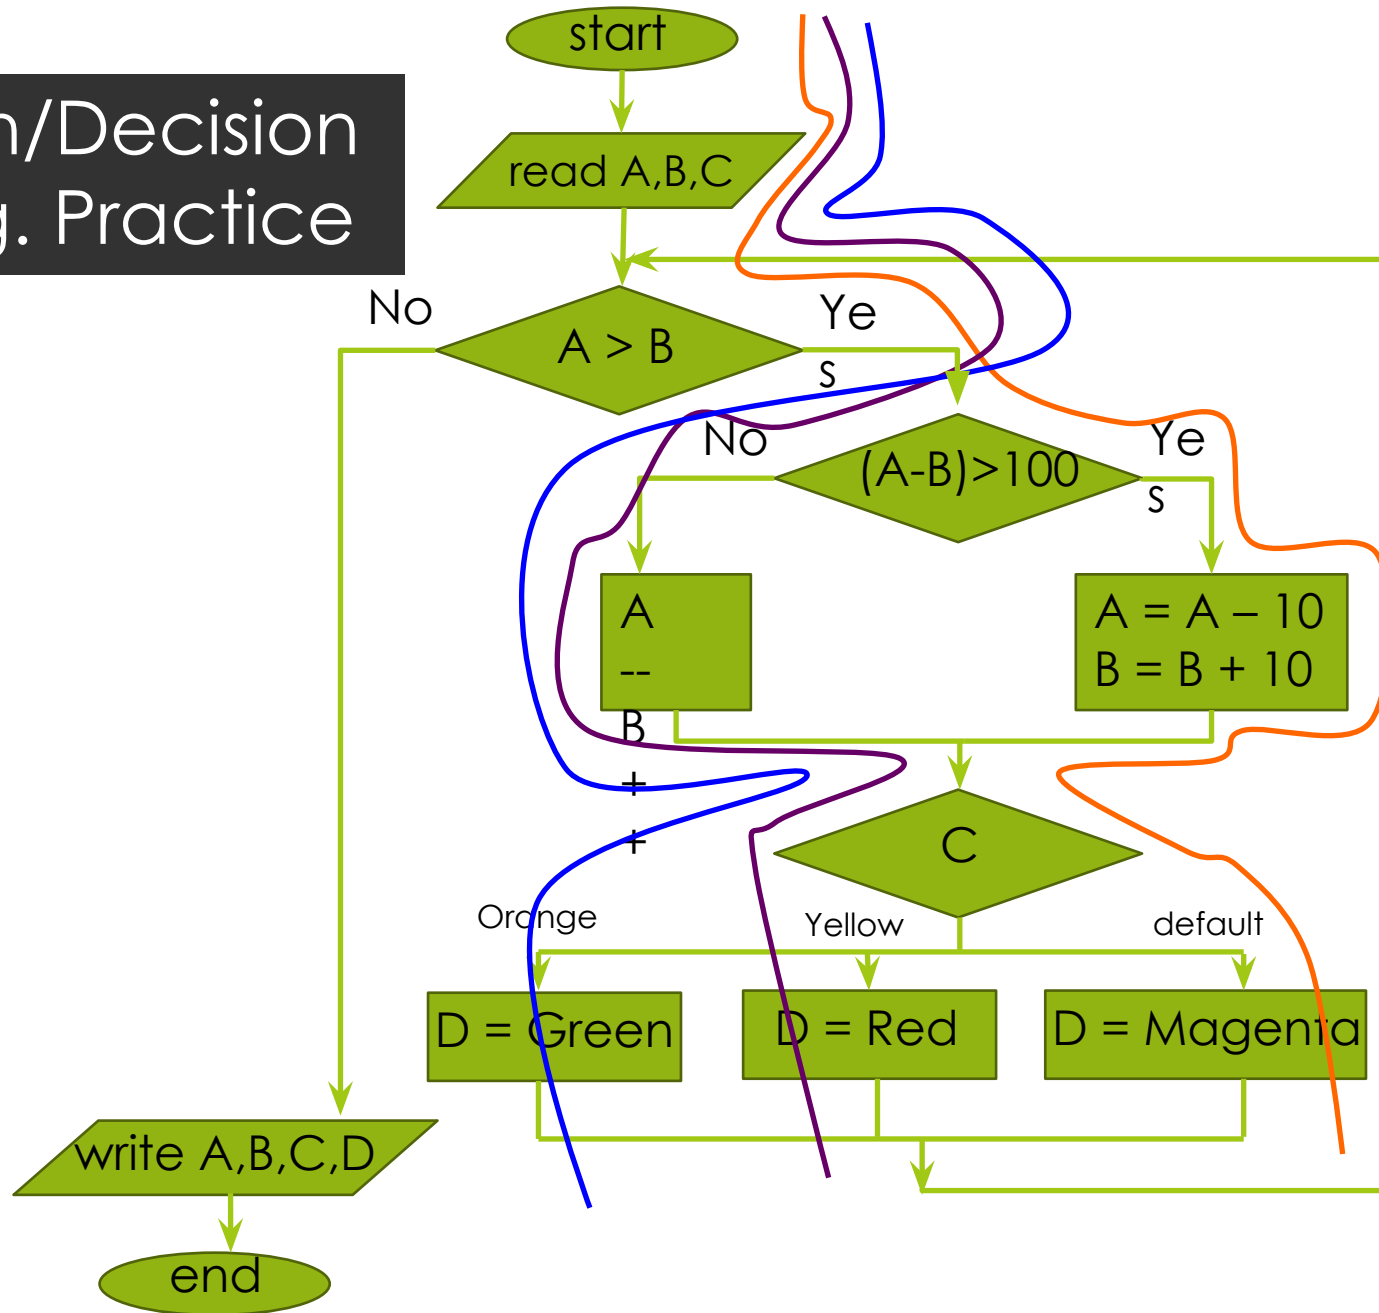 start
n/Decision
g. Practice
read A,B,C
No
Ye
s
A > B
No
Ye
s
(A-B)>100
A
--
B
+
+
A = A – 10
B = B + 10
C
Orange
Yellow
default
D = Green
D = Red
D = Magenta
write A,B,C,D
end